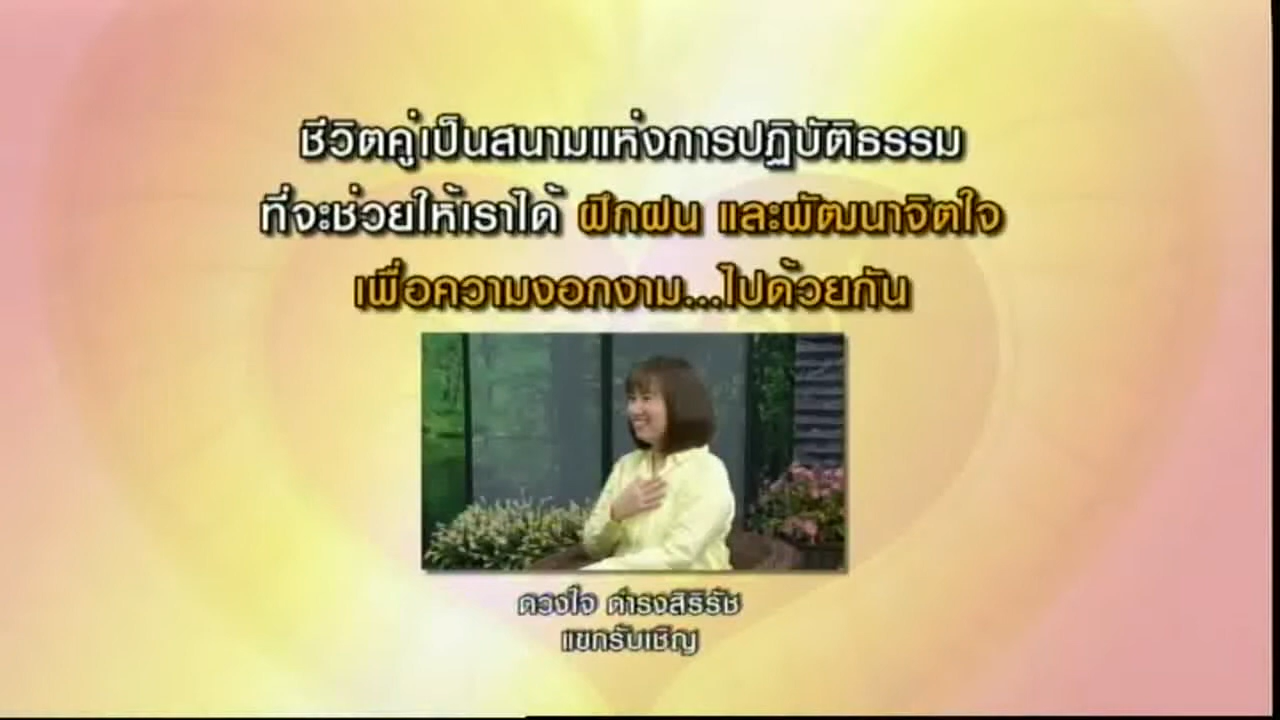 ชีวิตคู่เป็นสนามแห่งการปฏิบัติธรรม
ที่จะช่วยให้เราได้ ฝึกฝน และพัฒนาจิตใจ
เพื่อความงอกงาม...ไปด้วยกัน
ดวงใจ ดำรงสิริรัช
แขกรับเชิญ